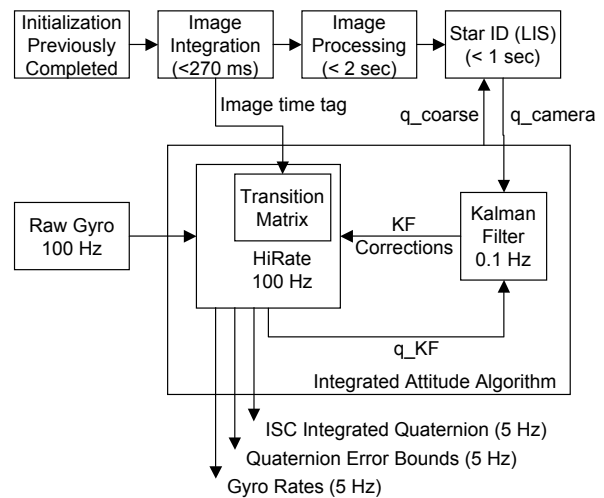 Initialization
Previously
Completed
Image
Integration
(<270 ms)
Image
Processing
(< 2 sec)
Star ID (LIS)
(< 1 sec)
Image time tag
q_coarse
q_camera
Transition
Matrix
HiRate
100 Hz
Raw Gyro
100 Hz
KF
Corrections
Kalman
Filter
0.1 Hz
q_KF
Integrated Attitude Algorithm
ISC Integrated Quaternion (5 Hz)
Quaternion Error Bounds (5 Hz)
Gyro Rates (5 Hz)